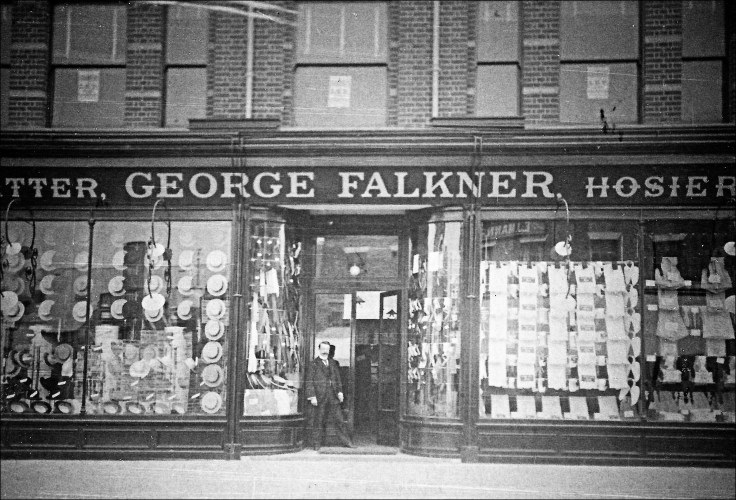 TTER, GEORGE FALKNER. HOSIER